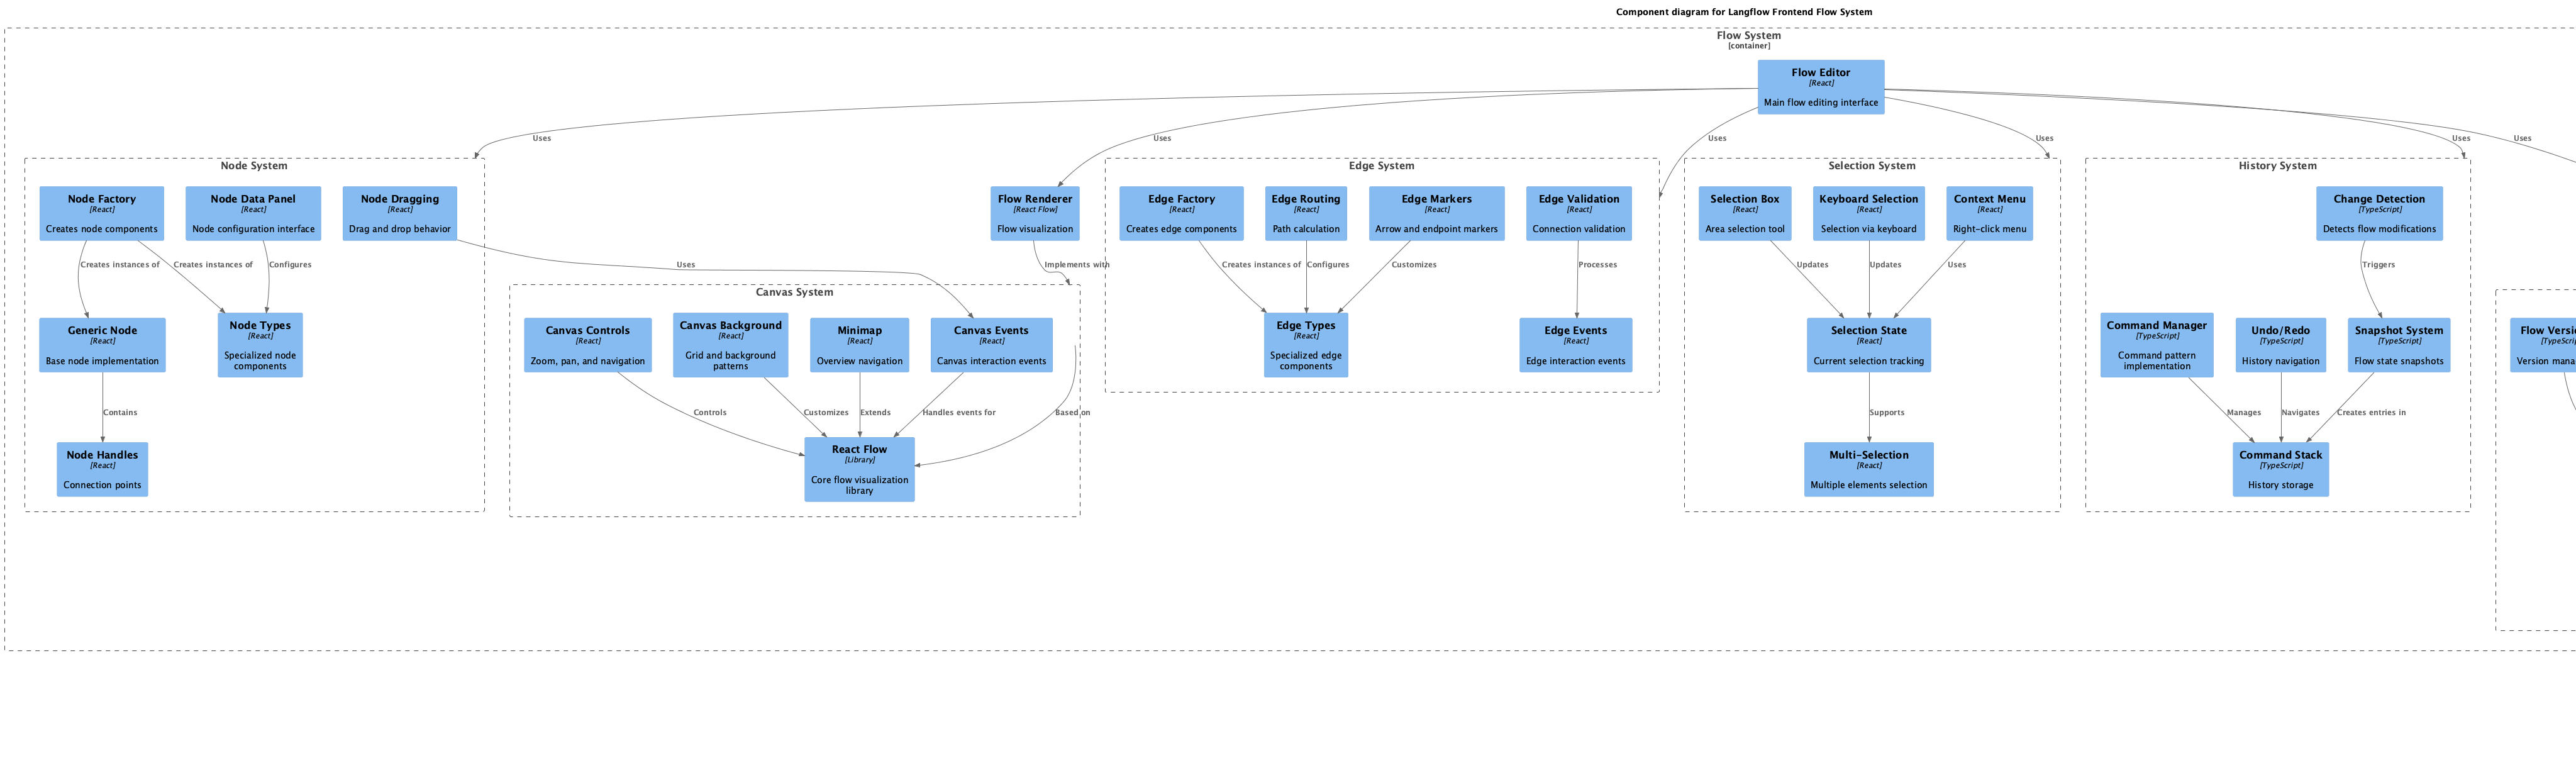 Component diagram for Langflow Frontend Flow System
Flow System
[container]
Flow Editor
[React]
Main flow editing interface
Uses
Uses
Uses
Uses
Uses
Uses
Node System
Node Factory
[React]
Creates node components
Node Data Panel
[React]
Node configuration interface
Node Dragging
[React]
Drag and drop behavior
Creates instances of
Creates instances of
Configures
Uses
Generic Node
[React]
Base node implementation
Node Types
[React]
Specialized node
components
Contains
Node Handles
[React]
Connection points
Flow Renderer
[React Flow]
Flow visualization
Implements with
Canvas System
Canvas Controls
[React]
Zoom, pan, and navigation
Canvas Background
[React]
Grid and background
patterns
Minimap
[React]
Overview navigation
Canvas Events
[React]
Canvas interaction events
Controls
Customizes
Extends
Handles events for
Based on
React Flow
[Library]
Core flow visualization
library
Edge System
Edge Factory
[React]
Creates edge components
Edge Routing
[React]
Path calculation
Edge Markers
[React]
Arrow and endpoint markers
Edge Validation
[React]
Connection validation
Creates instances of
Configures
Customizes
Processes
Edge Types
[React]
Specialized edge
components
Edge Events
[React]
Edge interaction events
Selection System
Selection Box
[React]
Area selection tool
Keyboard Selection
[React]
Selection via keyboard
Context Menu
[React]
Right-click menu
Updates
Updates
Uses
Selection State
[React]
Current selection tracking
Supports
Multi-Selection
[React]
Multiple elements selection
History System
Change Detection
[TypeScript]
Detects flow modifications
Triggers
Command Manager
[TypeScript]
Command pattern
implementation
Undo/Redo
[TypeScript]
History navigation
Snapshot System
[TypeScript]
Flow state snapshots
Manages
Navigates
Creates entries in
Command Stack
[TypeScript]
History storage
Flow
Version